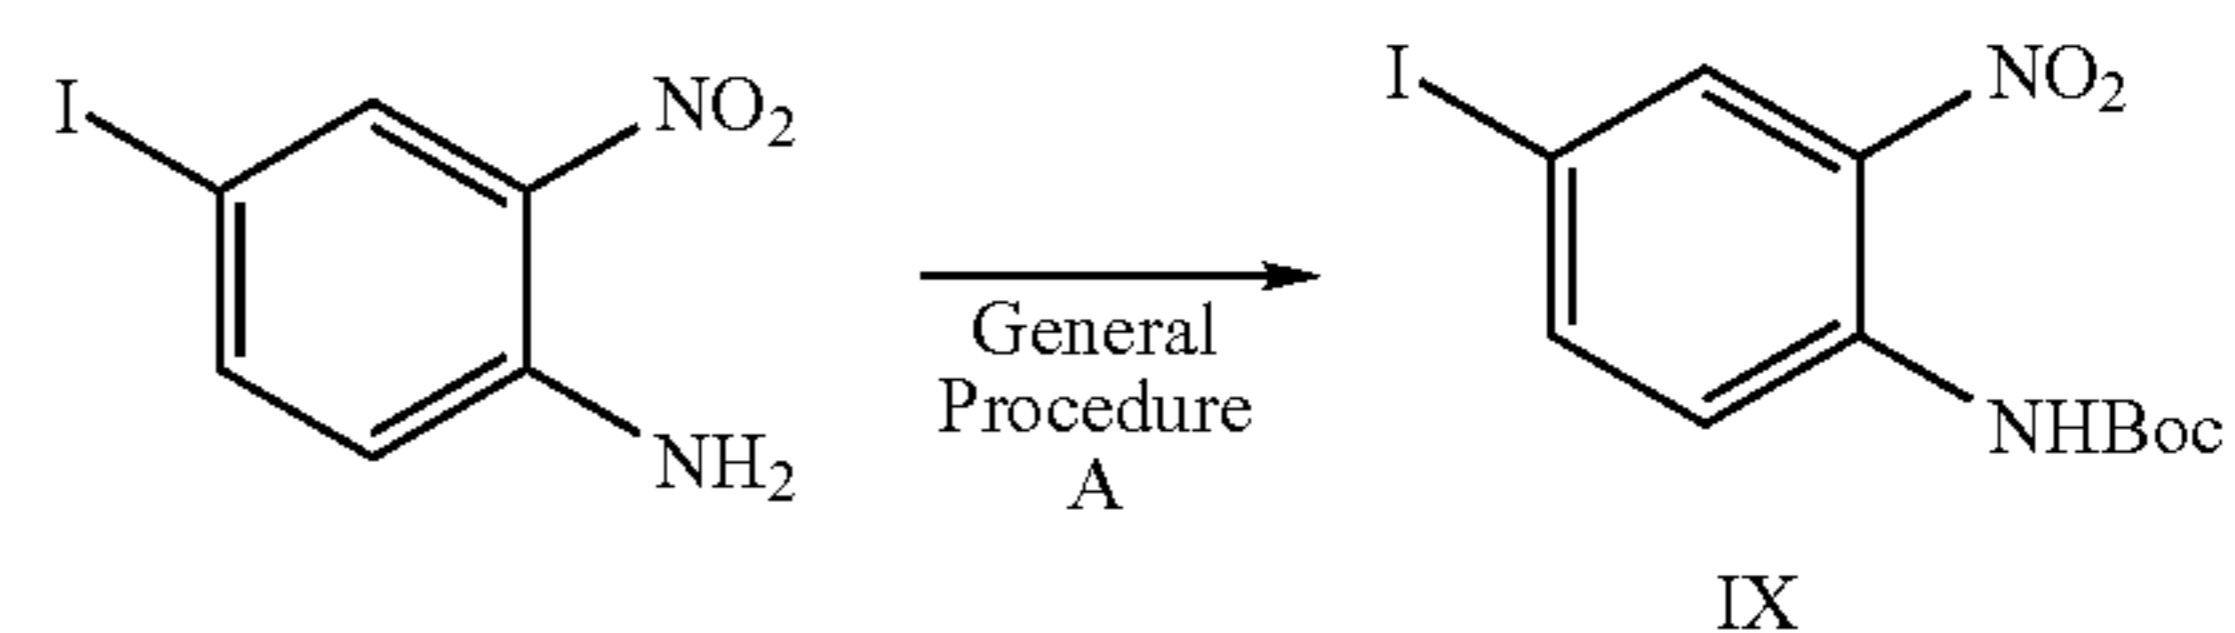 I
NO2
NH2
General
Procedure
A
I
NO2
NHBoc
IX